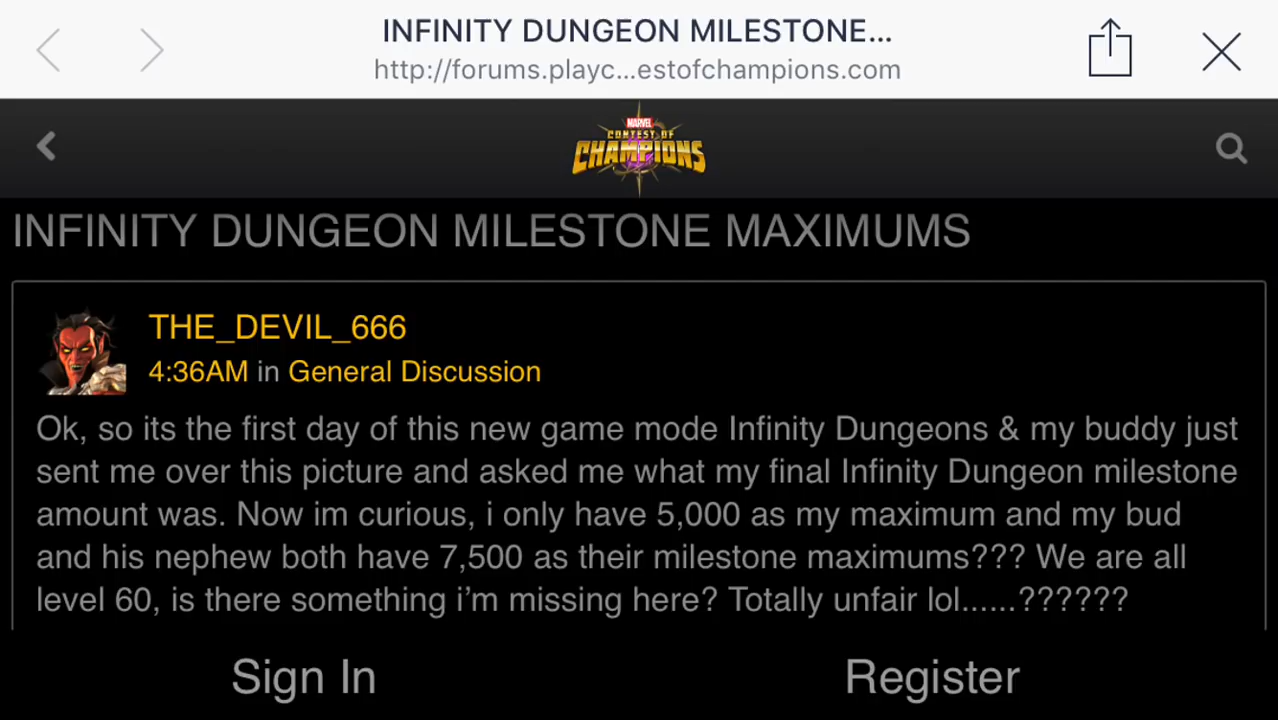 INFINITY DUNGEON MILESTONE...
http://forums.playc...estofchampions.com
MARVEL
CONTEST OF
CHAMPIONS
INFINITY DUNGEON MILESTONE MAXIMUMS
THE_DEVIL_666
4:36AM in General Discussion
Ok, so its the first day of this new game mode Infinity Dungeons & my buddy just
sent me over this picture and asked me what my final Infinity Dungeon milestone
amount was. Now im curious, i only have 5,000 as my maximum and my bud
and his nephew both have 7,500 as their milestone maximums??? We are all
level 60, is there something i’m missing here? Totally unfair lol......??????
Sign In
Register